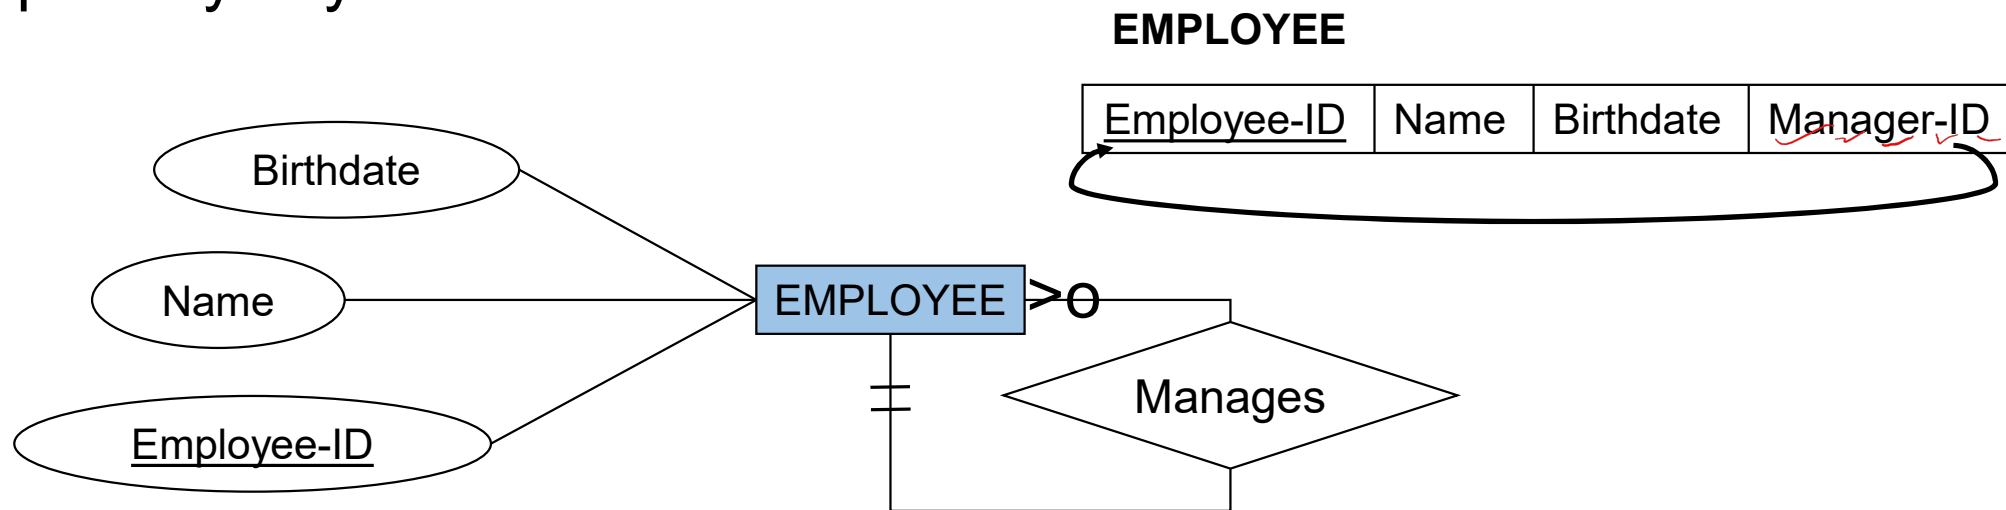 EMPLOYEE
Employee-ID Name Birthdate Manager-ID
Birthdate
Name
EMPLOYEE
Manages
Employee-ID